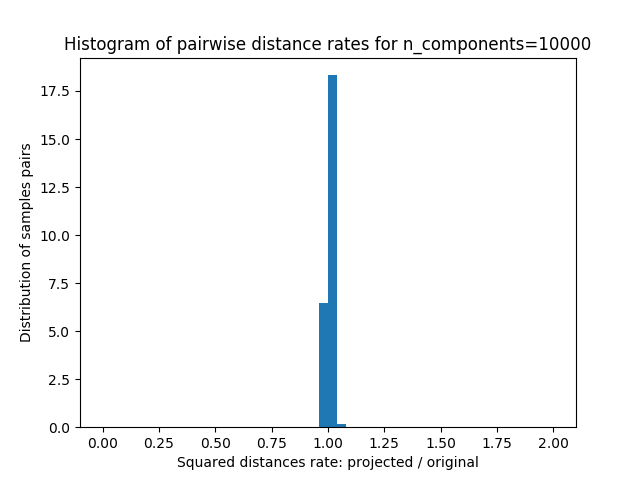 Histogram of pairwise distance rates for n_components=10000
Distribution of samples pairs
17.5
15.0
12.5
10.0
7.5
5.0
2.5
0.0
0.00 0.25 0.50 0.75 1.00 1.25 1.50 1.75 2.00
Squared distances rate: projected / original